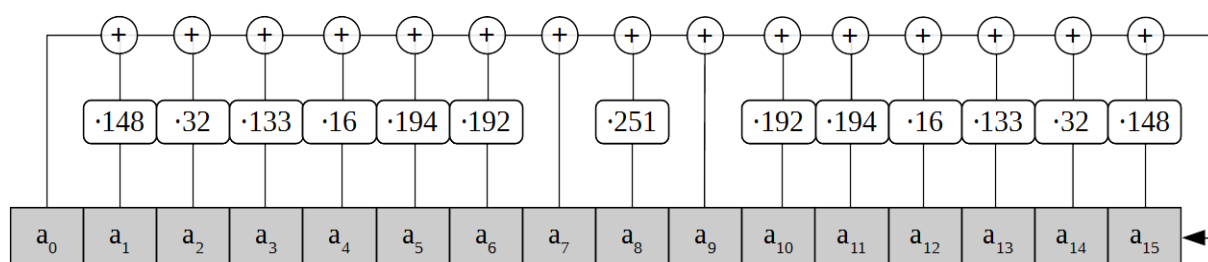 + + + + + + + + + + + + + + +
·148 ·32 ·133 ·16 ·194 ·192 ·251 ·192 ·194 ·16 ·133 ·32 ·148
a₀ a₁ a₂ a₃ a₄ a₅ a₆ a₇ a₈ a₉ a₁₀ a₁₁ a₁₂ a₁₃ a₁₄ a₁₅